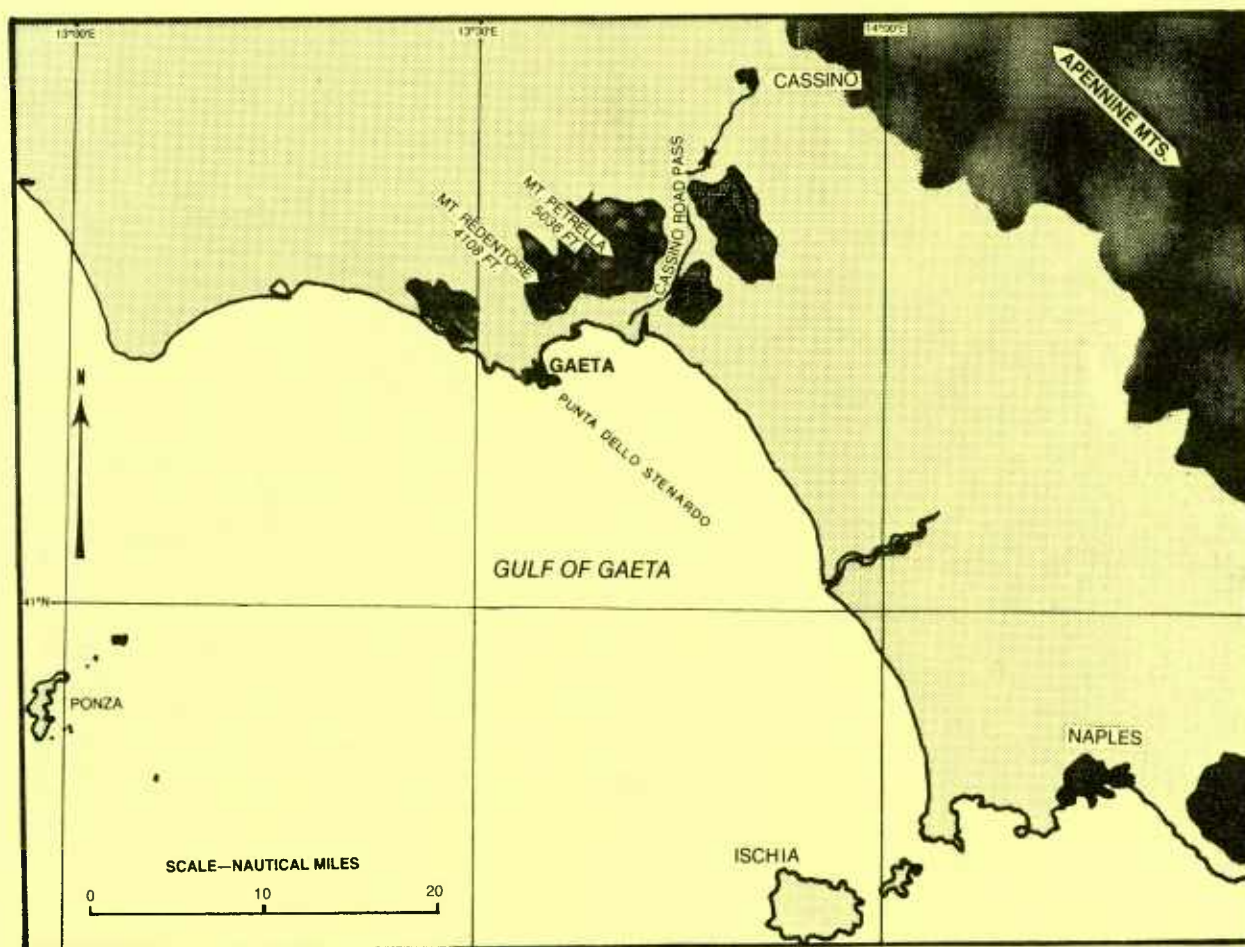 13°00'E
13°30'E
14°00'E
CASSINO
APENNINE MTS.
CASSINO ROAD PASS
MT PETRELLA
5036 FT.
MT REDENTORE
4108 FT.
GAETA
PUNTA DELLO STENARDO
N
GULF OF GAETA
41°N
PONZA
NAPLES
ISCHIA
SCALE—NAUTICAL MILES
0 10 20